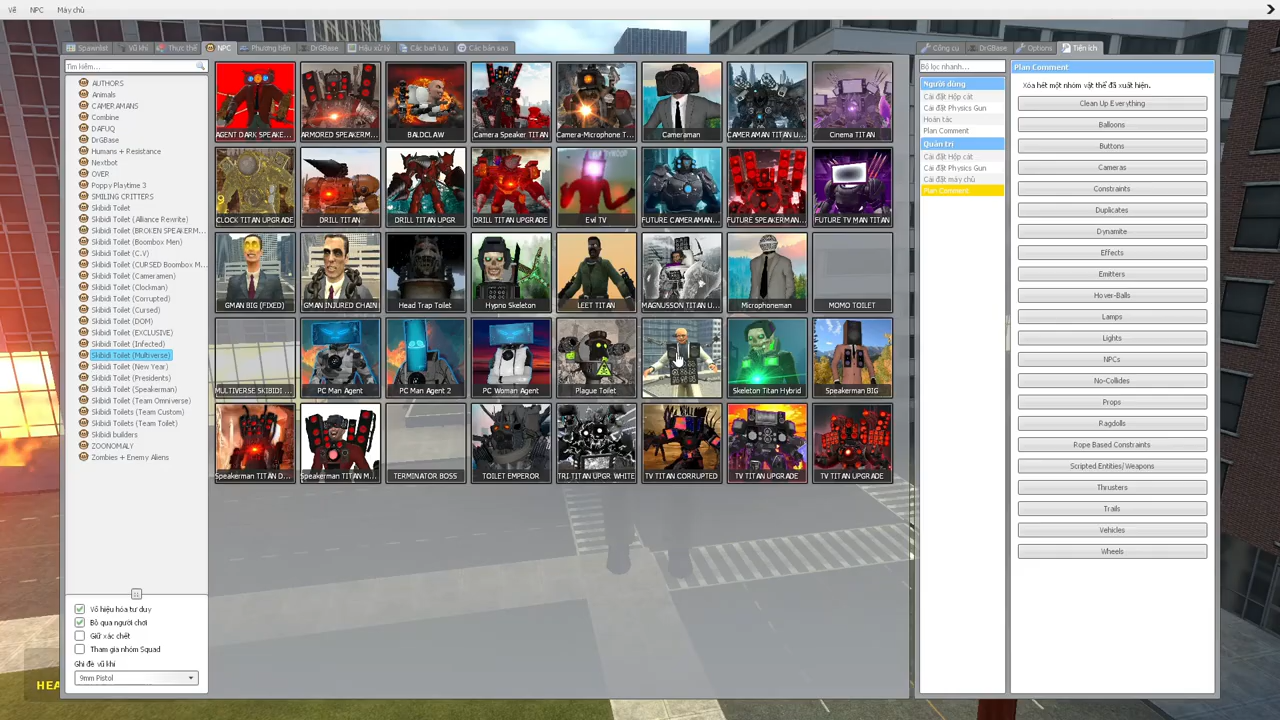 Vẽ NPC Máy chủ
Spawnlist Vũ khí Thực thể NPC Phương tiện DrGBase Hậu xử lý Các bản lưu Các bản sao
Tìm kiếm...
AUTHORS
Animals
CAMERAMANS
Combine
DAFUQ
DrGBase
Humans + Resistance
Nextbot
OVER
Poppy Playtime 3
SMILING CRITTERS
Skibidi Toilet
Skibidi Toilet (Alliance Rewrite)
Skibidi Toilet (BROKEN SPEAKERM...
Skibidi Toilet (Boombox Men)
Skibidi Toilet (C.V)
Skibidi Toilet (CURSED Boombox M...
Skibidi Toilet (Cameramen)
Skibidi Toilet (Clockman)
Skibidi Toilet (Corrupted)
Skibidi Toilet (Cursed)
Skibidi Toilet (DOM)
Skibidi Toilet (EXCLUSIVE)
Skibidi Toilet (Infected)
Skibidi Toilet (Multiverse)
Skibidi Toilet (New Year)
Skibidi Toilet (Presidents)
Skibidi Toilet (Speakerman)
Skibidi Toilet (Team Omniverse)
Skibidi Toilets (Team Custom)
Skibidi Toilets (Team Toilet)
Skibidi builders
ZOONOMALY
Zombies + Enemy Aliens
Vô hiệu hóa tư duy
Bỏ qua người chơi
Giữ xác chết
Tham gia nhóm Squad
Ghi đè vũ khí
9mm Pistol
HEA
AGENT DARK SPEAKE... ARMORED SPEAKERM... BALDCLAW Camera Speaker TITAN Camera-Microphone T... Cameraman CAMERAMAN TITAN U... Cinema TITAN
CLOCK TITAN UPGRADE DRILL TITAN DRILL TITAN UPGR DRILL TITAN UPGRADE Evil TV FUTURE CAMERAMAN... FUTURE SPEAKERMAN... FUTURE TV MAN TITAN
GMAN BIG (FIXED) GMAN INJURED CHAIN Head Trap Toilet Hypno Skeleton LEET TITAN MAGNUSSON TITAN U... Microphoneman MOMO TOILET
MULTIVERSE SKIBIDI ... PC Man Agent PC Man Agent 2 PC Woman Agent Plague Toilet Skeleton Titan Hybrid Speakerman BIG
Speakerman TITAN D... Speakerman TITAN M... TERMINATOR BOSS TOILET EMPEROR TRI TITAN UPGR WHITE TV TITAN CORRUPTED TV TITAN UPGRADE TV TITAN UPGRADE
Công cụ DrGBase Options Tiện ích
Bộ lọc nhanh...
Người dùng
Cài đặt Hộp cát
Cài đặt Physics Gun
Hoàn tác
Plan Comment
Quản trị
Cài đặt Hộp cát
Cài đặt Physics Gun
Cài đặt máy chủ
Plan Comment
Plan Comment
Xóa hết một nhóm vật thể đã xuất hiện.
Clean Up Everything
Balloons
Buttons
Cameras
Constraints
Duplicates
Dynamite
Effects
Emitters
Hover-Balls
Lamps
Lights
NPCs
No-Collides
Props
Ragdolls
Rope Based Constraints
Scripted Entities/Weapons
Thrusters
Trails
Vehicles
Wheels